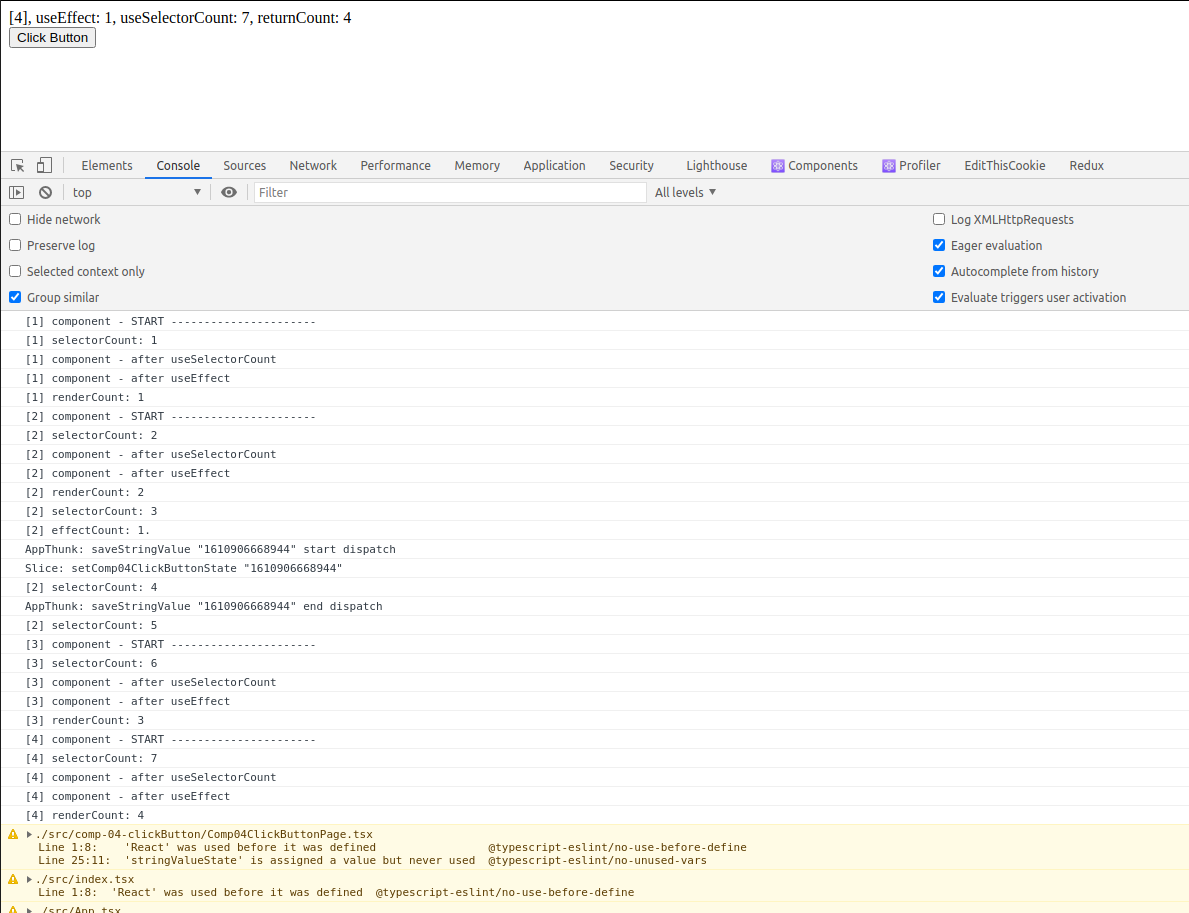 [4], useEffect: 1, useSelectorCount: 7, returnCount: 4
Click Button
Elements Console Sources Network Performance Memory Application Security Lighthouse Components Profiler EditThisCookie Redux
top Filter All levels
Hide network Log XMLHttpRequests
Preserve log Eager evaluation
Selected context only Autocomplete from history
Group similar Evaluate triggers user activation
[1] component - START ----------------------
[1] selectorCount: 1
[1] component - after useSelectorCount
[1] component - after useEffect
[1] renderCount: 1
[2] component - START ----------------------
[2] selectorCount: 2
[2] component - after useSelectorCount
[2] component - after useEffect
[2] renderCount: 2
[2] selectorCount: 3
[2] effectCount: 1.
AppThunk: saveStringValue "1610906668944" start dispatch
Slice: setComp04ClickButtonState "1610906668944"
[2] selectorCount: 4
AppThunk: saveStringValue "1610906668944" end dispatch
[2] selectorCount: 5
[3] component - START ----------------------
[3] selectorCount: 6
[3] component - after useSelectorCount
[3] component - after useEffect
[3] renderCount: 3
[4] component - START ----------------------
[4] selectorCount: 7
[4] component - after useSelectorCount
[4] component - after useEffect
[4] renderCount: 4
./src/comp-04-clickButton/Comp04ClickButtonPage.tsx
Line 1:8: 'React' was used before it was defined @typescript-eslint/no-use-before-define
Line 25:11: 'stringValueState' is assigned a value but never used @typescript-eslint/no-unused-vars
./src/index.tsx
Line 1:8: 'React' was used before it was defined @typescript-eslint/no-use-before-define
./src/App.tsx